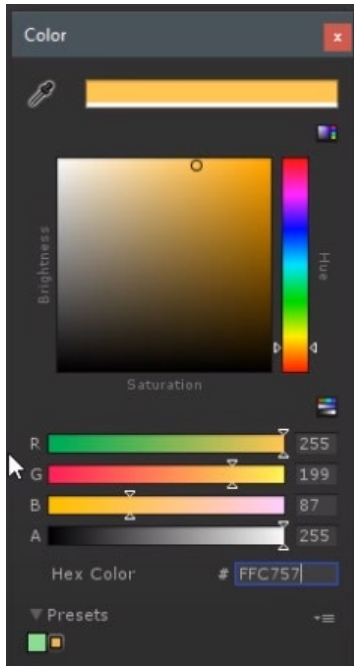 Color
x
Brightness
Hue
Saturation
R 255
G 199
B 87
A 255
Hex Color # FFC757
Presets